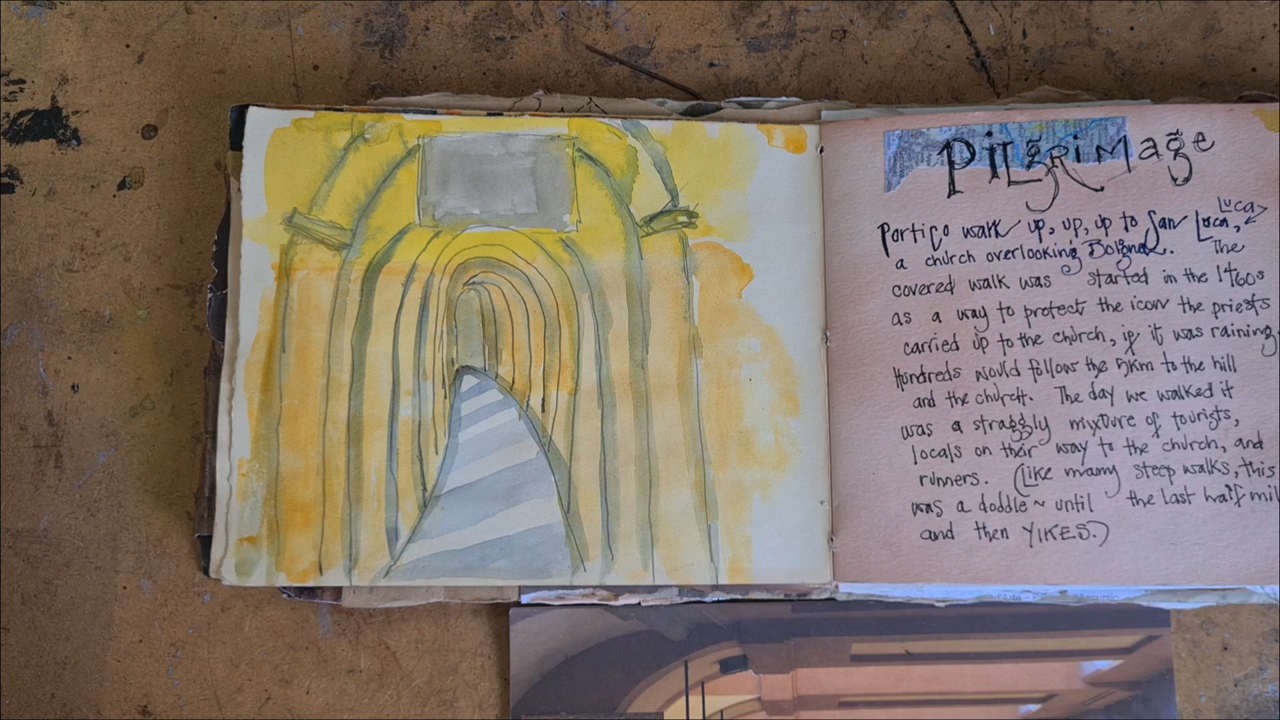 PiLgRiMage
Portico walk up, up, up to San Loca,
Luca
a church overlooking Bologna. The
covered walk was started in the 1460s
as a way to protect the icon the priests
carried up to the church, if it was raining
Hundreds would follow the 5km to the hill
and the church. The day we walked it
was a straggly mixture of tourists,
locals on their way to the church, and
runners. (Like many steep walks, this
was a doddle ~ until the last half mil
and then YIKES.)